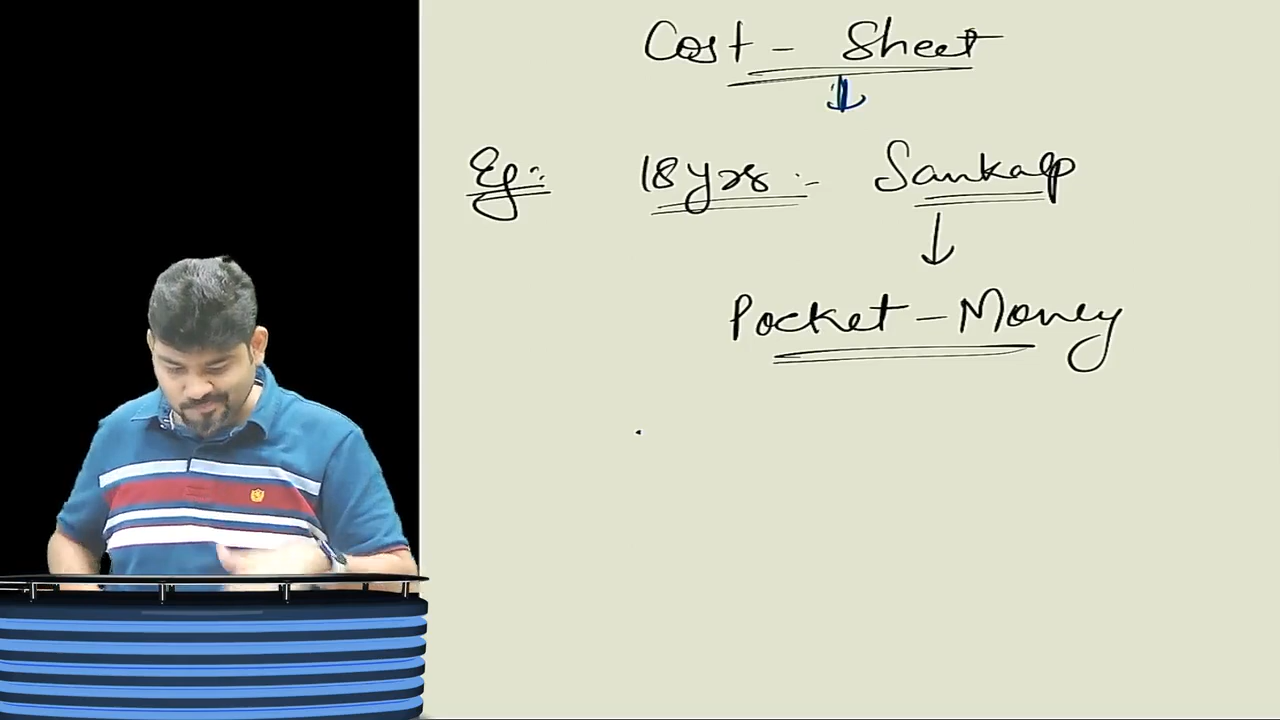 Cost - Sheet
↓
Eg:- 18yrs :- Sankalp
↓
Pocket - Money